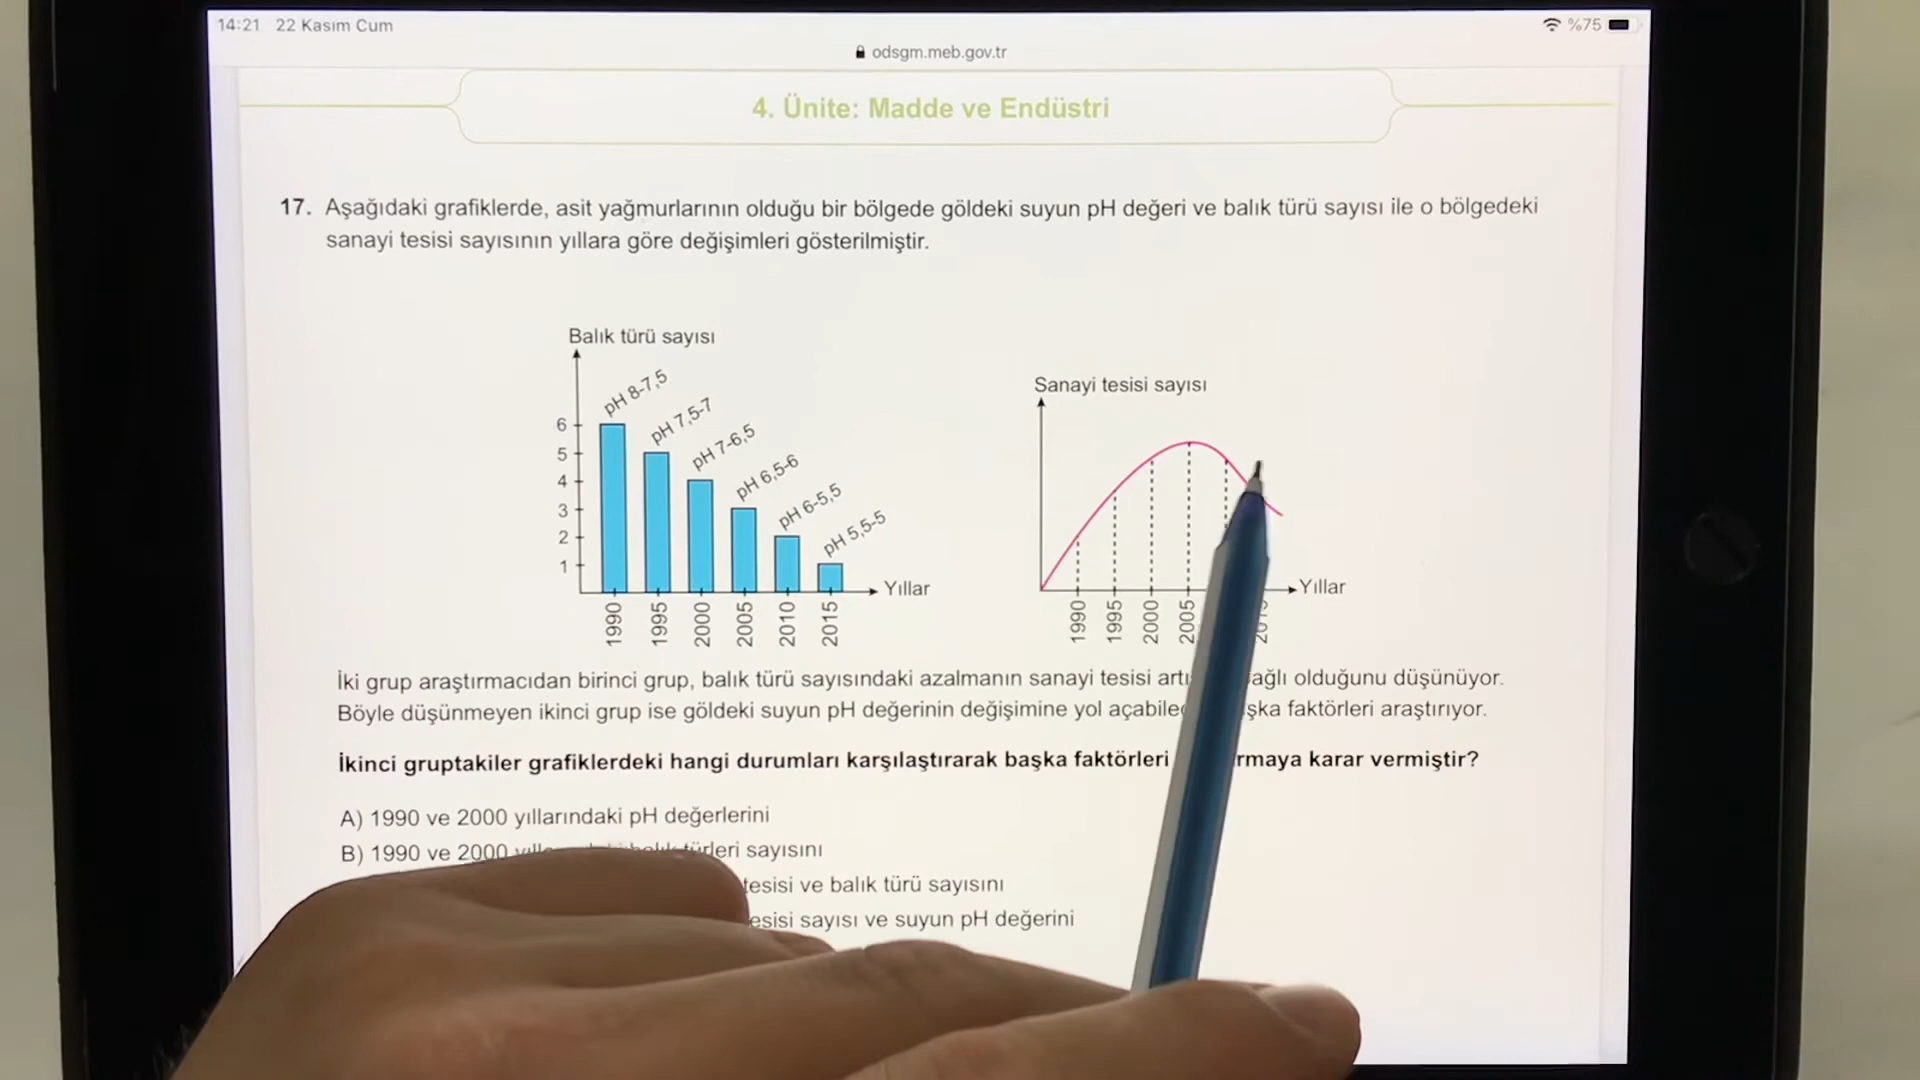 14:21 22 Kasım Cum
%75
odsgm.meb.gov.tr
4. Ünite: Madde ve Endüstri
17. Aşağıdaki grafiklerde, asit yağmurlarının olduğu bir bölgede göldeki suyun pH değeri ve balık türü sayısı ile o bölgedeki
sanayi tesisi sayısının yıllara göre değişimleri gösterilmiştir.
Balık türü sayısı
pH 8-7,5
pH 7,5-7
pH 7-6,5
pH 6,5-6
pH 6-5,5
pH 5,5-5
6
5
4
3
2
1
Yıllar
1990
1995
2000
2005
2010
2015
Sanayi tesisi sayısı
Yıllar
1990
1995
2000
2005
İki grup araştırmacıdan birinci grup, balık türü sayısındaki azalmanın sanayi tesisi olduğunu düşünüyor.
Böyle düşünmeyen ikinci grup ise göldeki suyun pH değerinin değişimine yol faktörleri araştırıyor.
İkinci gruptakiler grafiklerdeki hangi durumları karşılaştırarak başka faktörleri karar vermiştir?
A) 1990 ve 2000 yıllarındaki pH değerlerini
B) 1990 ve 2000 sayısını
tesisi ve balık türü sayısını
sayısı ve suyun pH değerini